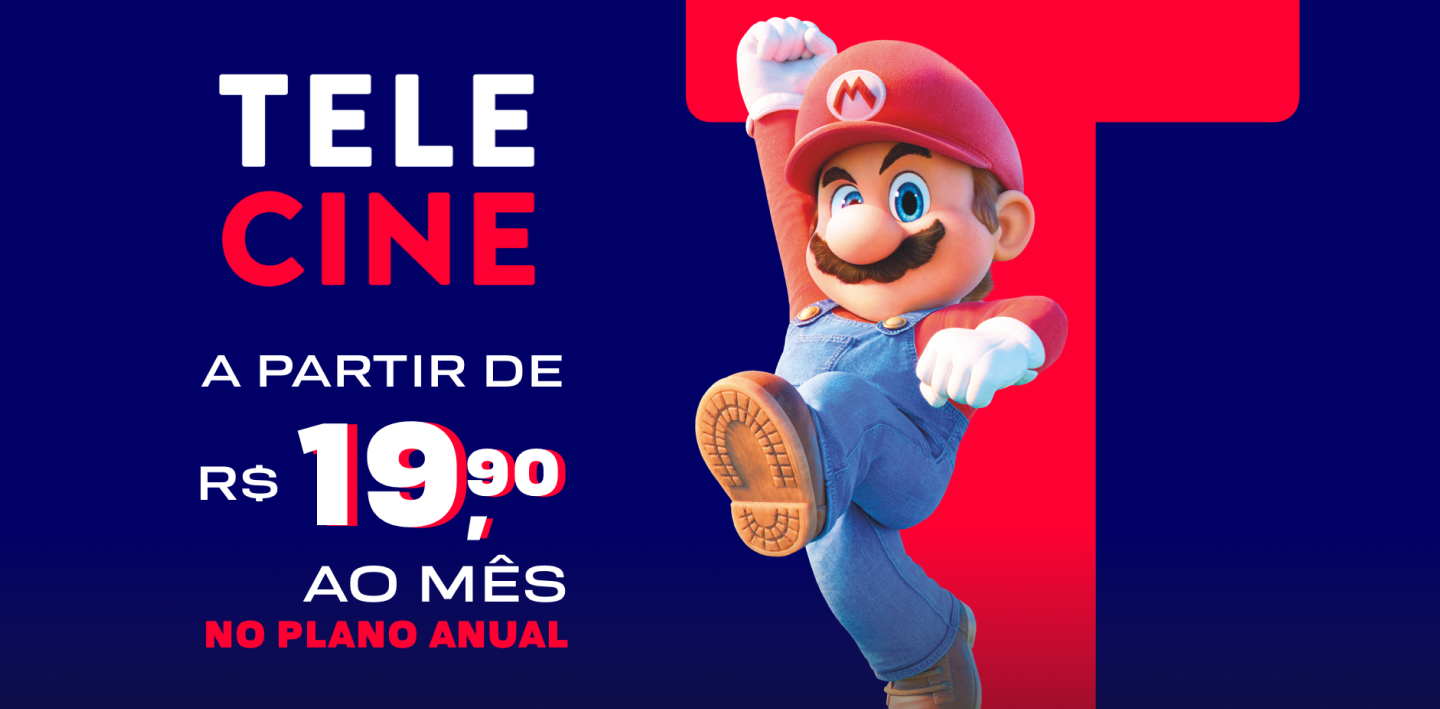 TELE
CINE
A PARTIR DE
R$ 19,90
AO MÊS
NO PLANO ANUAL
M